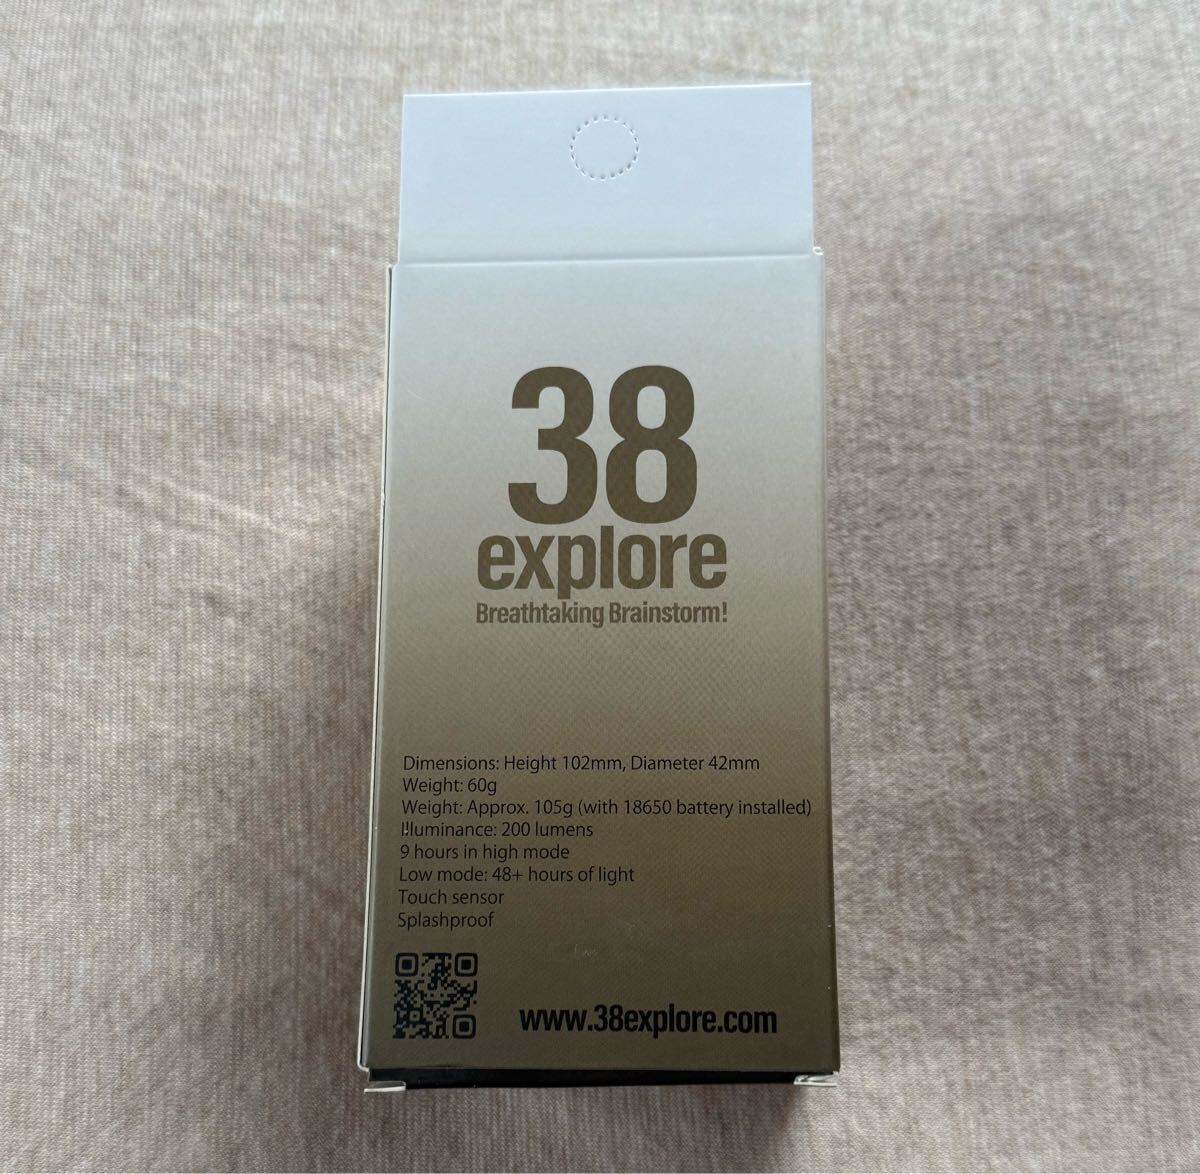 38
explore
Breathtaking Brainstorm!
Dimensions: Height 102mm, Diameter 42mm
Weight: 60g
Weight: Approx. 105g (with 18650 battery installed)
Illuminance: 200 lumens
9 hours in high mode
Low mode: 48+ hours of light
Touch sensor
Splashproof
www.38explore.com